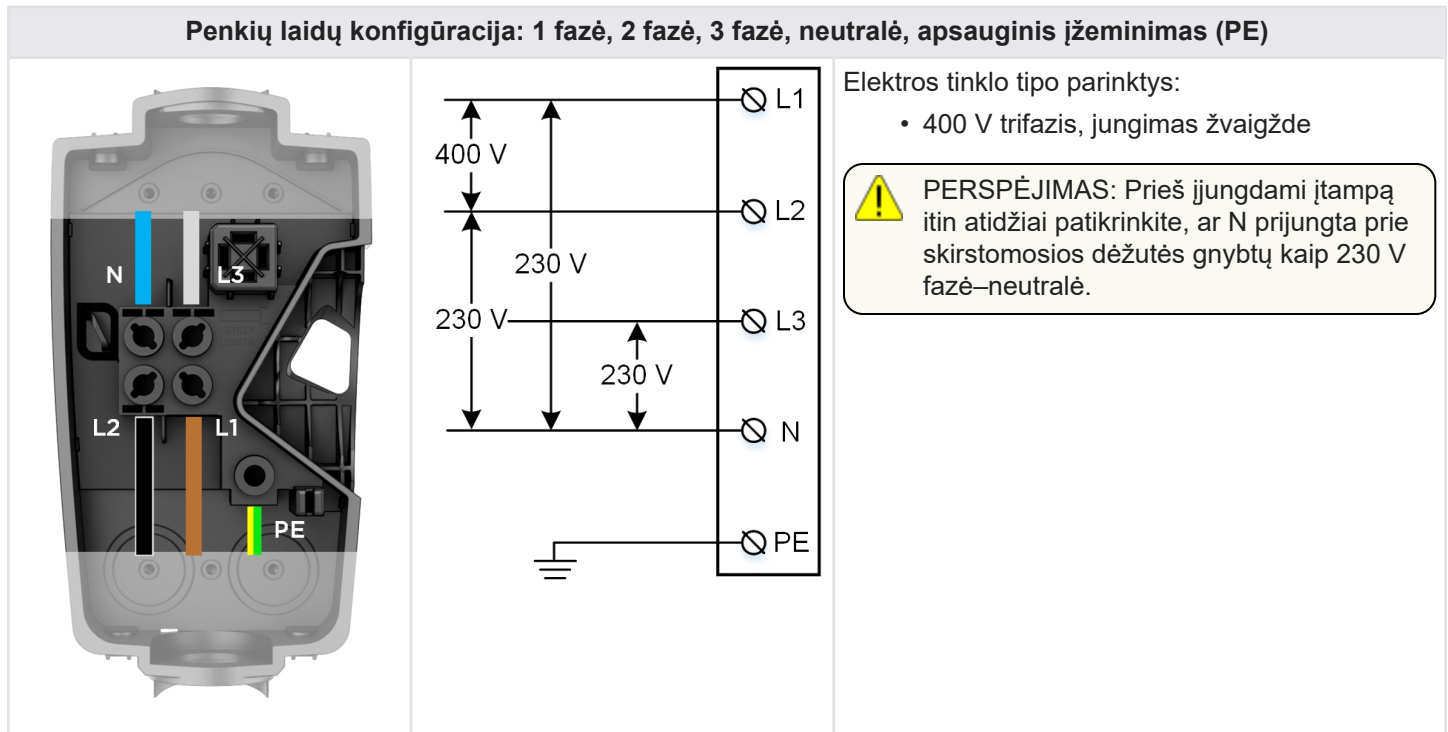 Penkių laidų konfigūracija: 1 fazė, 2 fazė, 3 fazė, neutralė, apsauginis įžeminimas (PE)
N
L3
L2
L1
PE
L1
400 V
L2
230 V
230 V
L3
230 V
N
PE
Elektros tinklo tipo parinktys:
• 400 V trifazis, jungimas žvaigžde
PERSPĖJIMAS: Prieš įjungdami įtampą
itin atidžiai patikrinkite, ar N prijungta prie
skirstomosios dėžutės gnybtų kaip 230 V
fazė–neutralė.